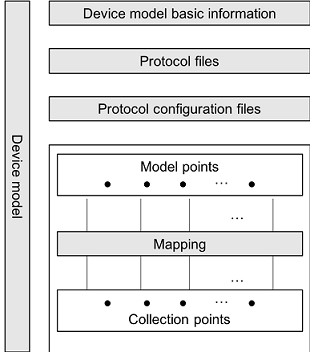 Device model
Device model basic information
Protocol files
Protocol configuration files
Model points
...
...
Mapping
...
...
Collection points